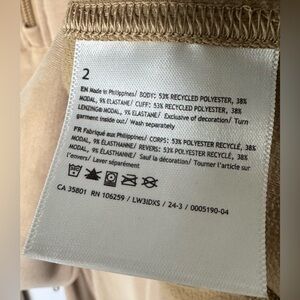 2
EN Made in Philippines/ BODY: 53% RECYCLED POLYESTER, 38%
MODAL, 9% ELASTANE/ CUFF: 53% RECYCLED POLYESTER, 38%
MODAL, 9% ELASTANE/ Exclusive of decoration/ Turn
garment inside out/ Wash separately
FR Fabriqué aux Philippines/ CORPS: 53% POLYESTER RECYCLÉ, 38%
MODAL, 9% ÉLASTHANNE/ REVERS: 53% POLYESTER RECYCLÉ, 38%
MODAL, 9% ÉLASTHANNE/ Sauf la décoration/ Tourner l'article sur
l'envers/ Laver séparément
CA 35801 RN 106259 / LW3IDXS / 24-3 / 0005190-04